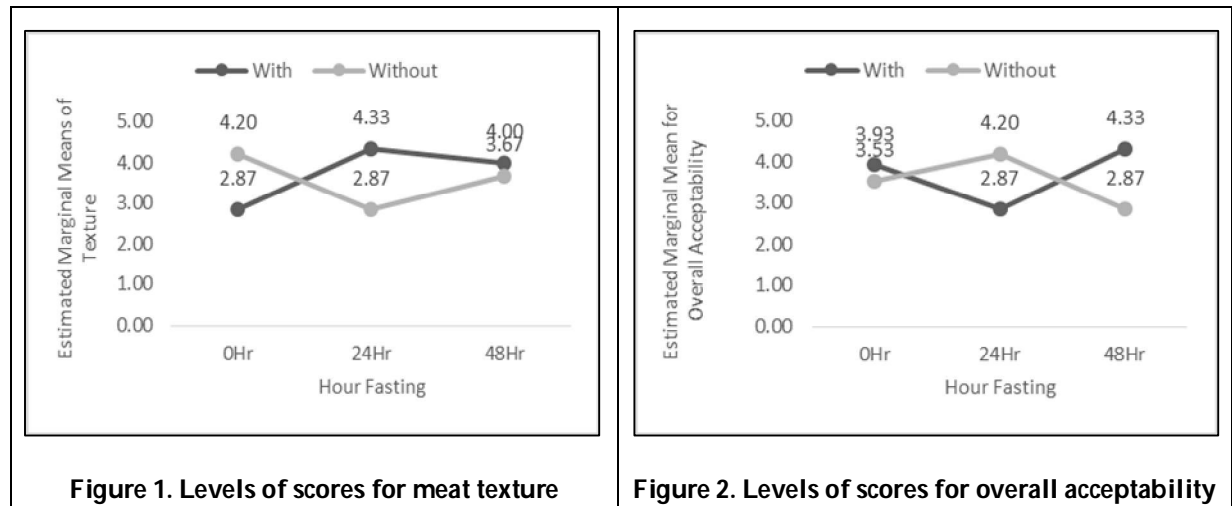 With Without
Estimated Marginal Means of
Texture
5.00
4.00
3.00
2.00
1.00
0.00
4.20
2.87
4.33
2.87
4.00
3.67
0Hr 24Hr 48Hr
Hour Fasting
Figure 1. Levels of scores for meat texture
With Without
Estimated Marginal Mean for
Overall Acceptability
5.00
4.00
3.00
2.00
1.00
0.00
3.93
3.53
4.20
2.87
4.33
2.87
0Hr 24Hr 48Hr
Hour Fasting
Figure 2. Levels of scores for overall acceptability